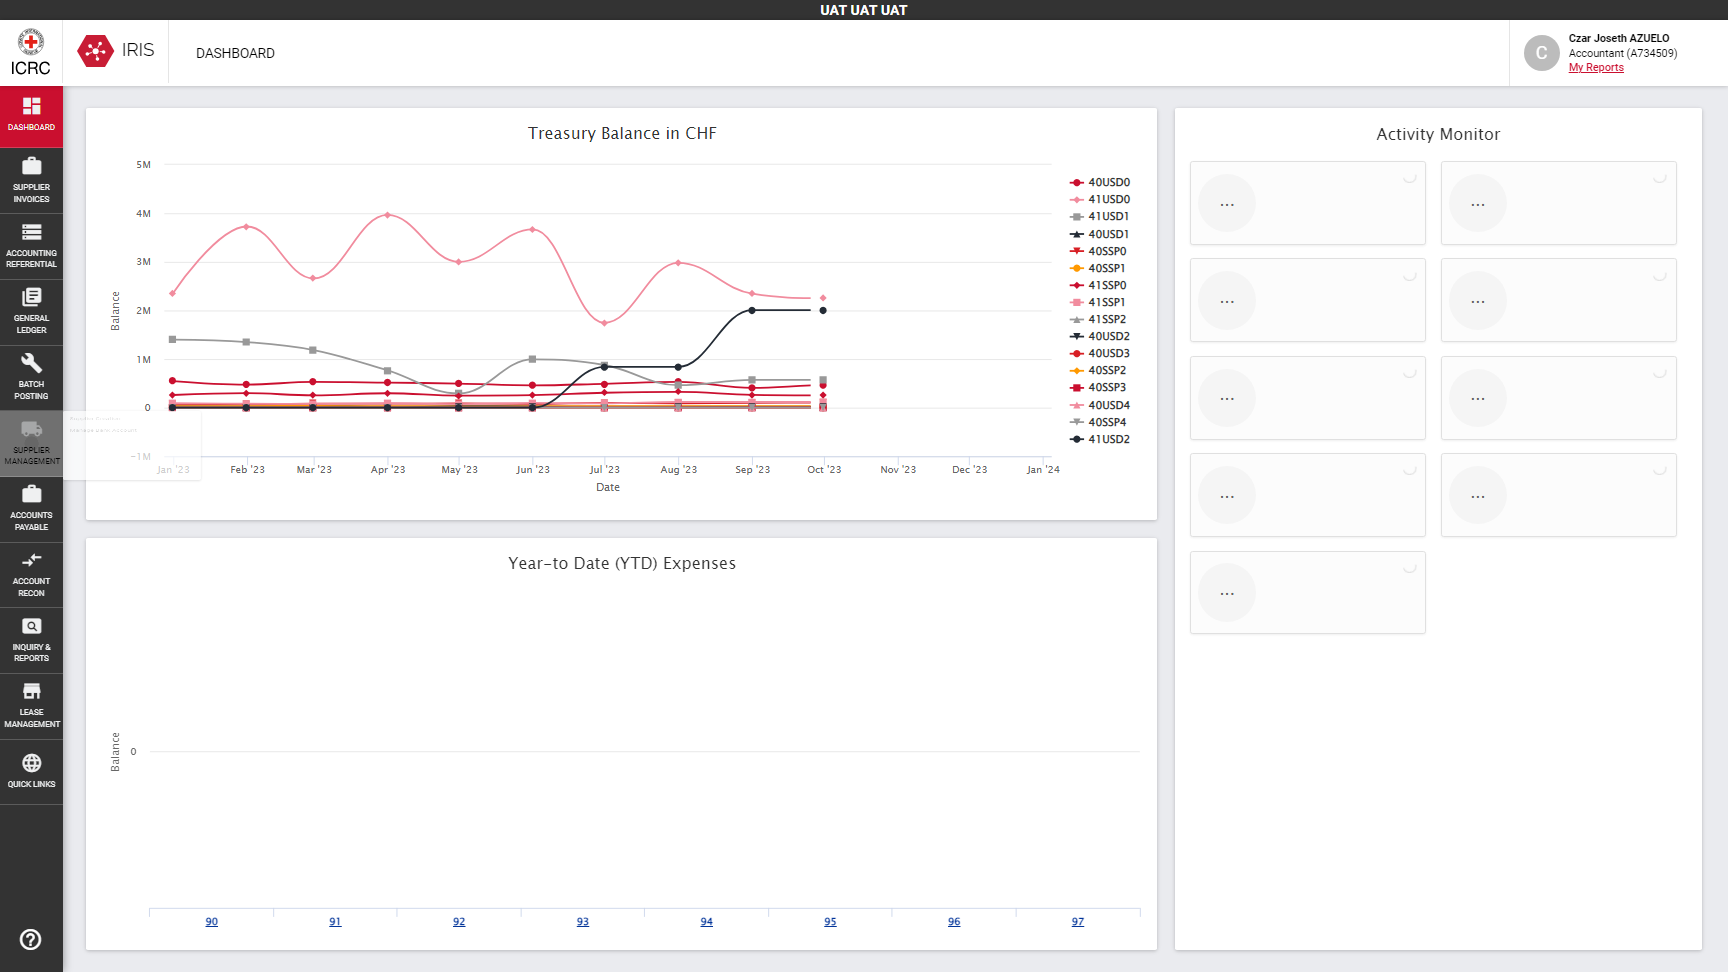 UAT UAT UAT
ICRC
IRIS
DASHBOARD
C
Czar Joseth AZUELO
Accountant (A734509)
My Reports
DASHBOARD
SUPPLIER
INVOICES
ACCOUNTING
REFERENTIAL
GENERAL
LEDGER
BATCH
POSTING
SUPPLIER
MANAGEMENT
ACCOUNTS
PAYABLE
ACCOUNT
RECON
INQUIRY &
REPORTS
LEASE
MANAGEMENT
QUICK LINKS
Treasury Balance in CHF
Balance
5M
4M
3M
2M
1M
0
-1M
Jan '23
Feb '23
Mar '23
Apr '23
May '23
Jun '23
Jul '23
Aug '23
Sep '23
Oct '23
Nov '23
Dec '23
Jan '24
Date
40USD0
41USD0
41USD1
40USD1
40SSP0
40SSP1
41SSP0
41SSP1
41SSP2
40USD2
40USD3
40SSP2
40SSP3
40USD4
40SSP4
41USD2
Year-to Date (YTD) Expenses
Balance
0
90
91
92
93
94
95
96
97
Activity Monitor
...
...
...
...
...
...
...
...
...